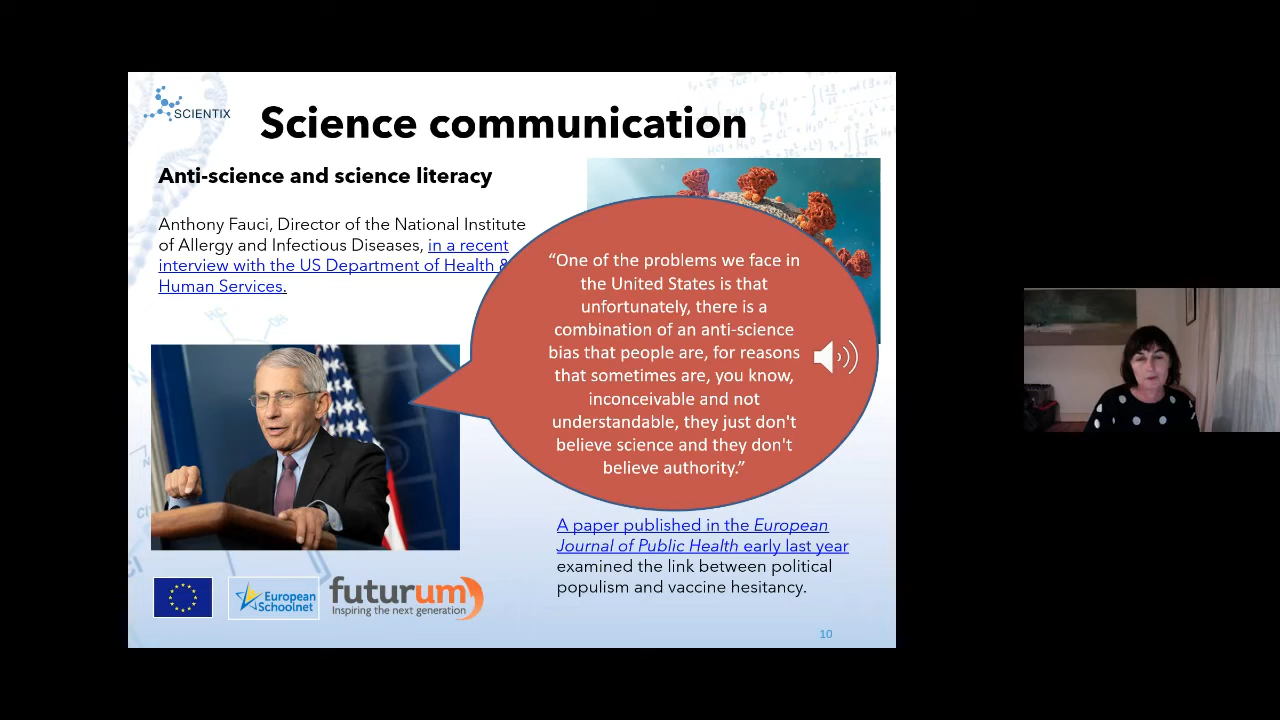 SCIENTIX
Science communication
Anti-science and science literacy
Anthony Fauci, Director of the National Institute
of Allergy and Infectious Diseases, in a recent
interview with the US Department of Health &
Human Services.
“One of the problems we face in
the United States is that
unfortunately, there is a
combination of an anti-science
bias that people are, for reasons
that sometimes are, you know,
inconceivable and not
understandable, they just don't
believe science and they don't
believe authority.”
A paper published in the European
Journal of Public Health early last year
examined the link between political
populism and vaccine hesitancy.
European
Schoolnet
futurum
Inspiring the next generation
10